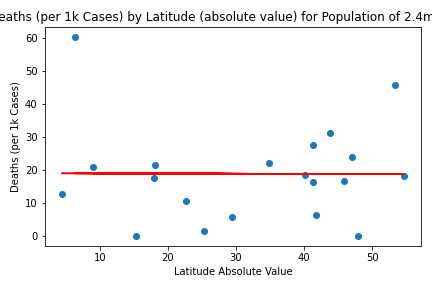 eaths (per 1k Cases) by Latitude (absolute value) for Population of 2.4m
60
50
40
30
20
10
0
Deaths (per 1k Cases)
10 20 30 40 50
Latitude Absolute Value